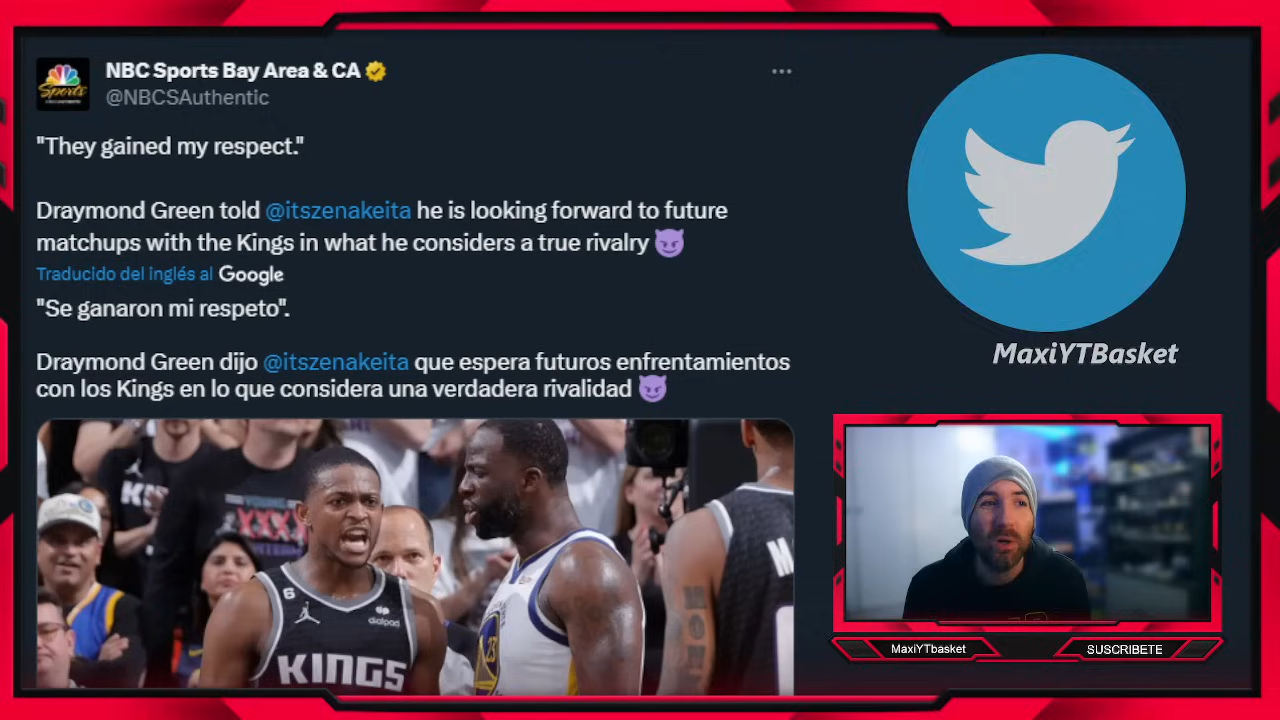 NBC Sports Bay Area & CA
@NBCSAuthentic
"They gained my respect."
Draymond Green told @itszenakeita he is looking forward to future
matchups with the Kings in what he considers a true rivalry 😈
Traducido del inglés al Google
"Se ganaron mi respeto".
Draymond Green dijo @itszenakeita que espera futuros enfrentamientos
con los Kings en lo que considera una verdadera rivalidad 😈
MaxiYTBasket
6
dialpad
KINGS
23
MaxiYTbasket
SUSCRIBETE